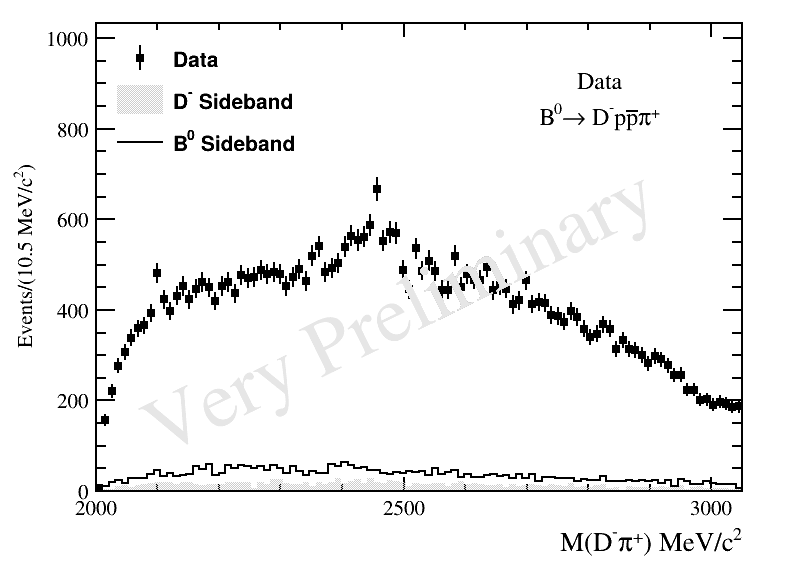 1000
800
600
400
200
0
2000
2500
3000
Events/(10.5 MeV/c²)
M(D⁻π⁺) MeV/c²
Data
D⁻ Sideband
B⁰ Sideband
Data
B⁰→ D⁻pp̅π⁺
Very Preliminary